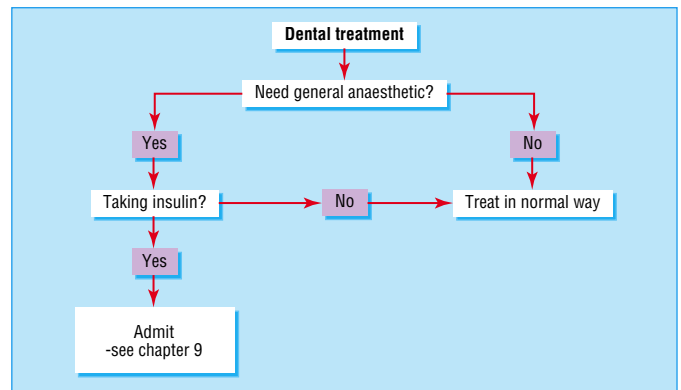 Dental treatment
Need general anaesthetic?
Yes
No
Taking insulin?
No
Treat in normal way
Yes
Admit
-see chapter 9